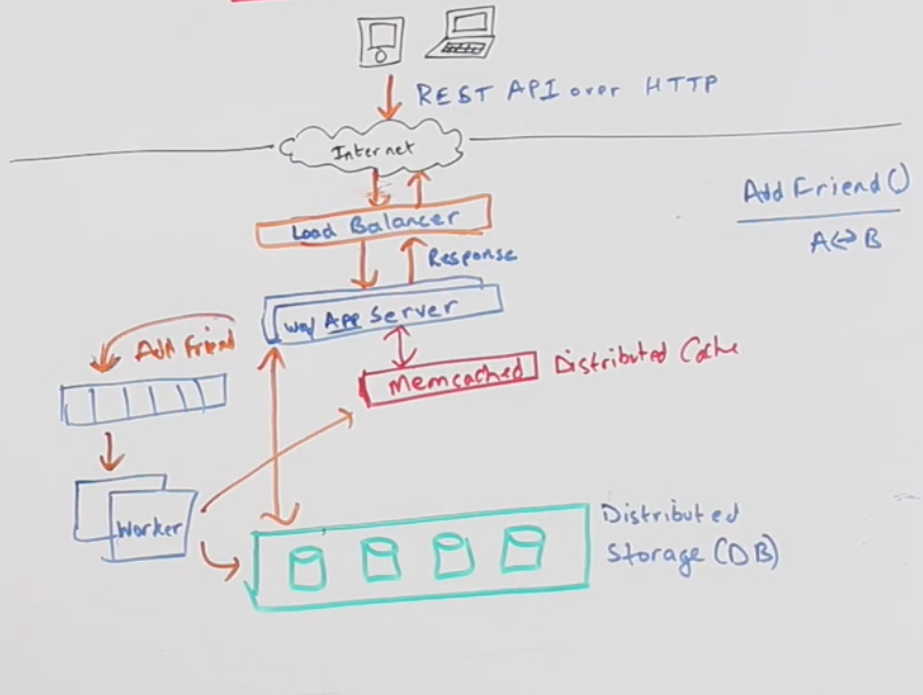 REST API over HTTP
Internet
Add Friend()
A↔B
Load Balancer
Response
App Server
Add Friend
Memcached
Distributed Cache
Worker
Distributed
Storage (DB)